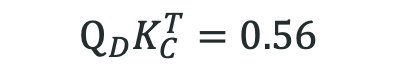 Q_D K_C^T = 0.56